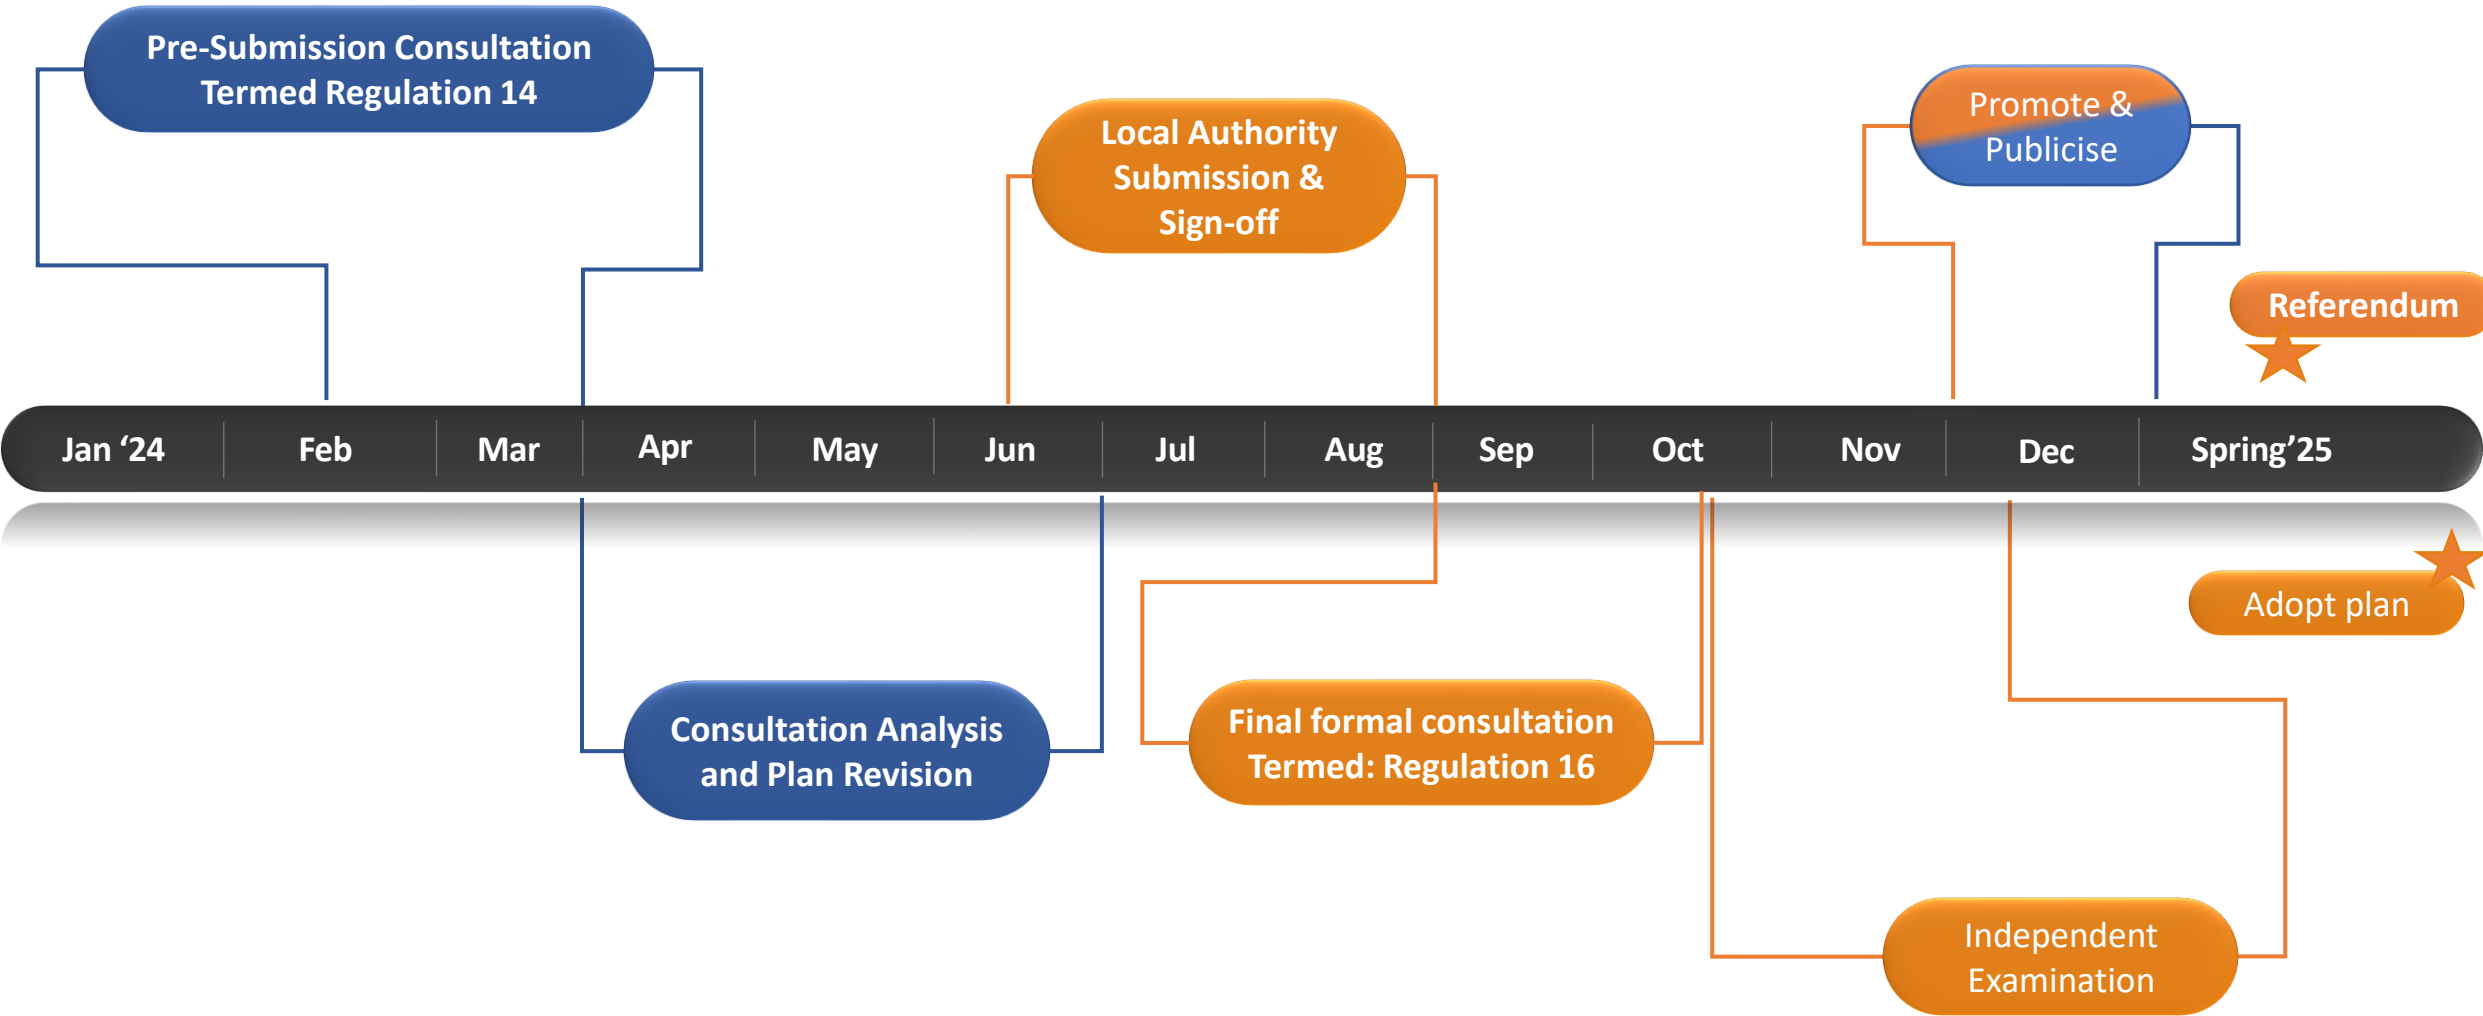 Pre-Submission Consultation
Termed Regulation 14
Local Authority
Submission &
Sign-off
Promote &
Publicise
Referendum
Jan ‘24
Feb
Mar
Apr
May
Jun
Jul
Aug
Sep
Oct
Nov
Dec
Spring’25
Adopt plan
Consultation Analysis
and Plan Revision
Final formal consultation
Termed: Regulation 16
Independent
Examination